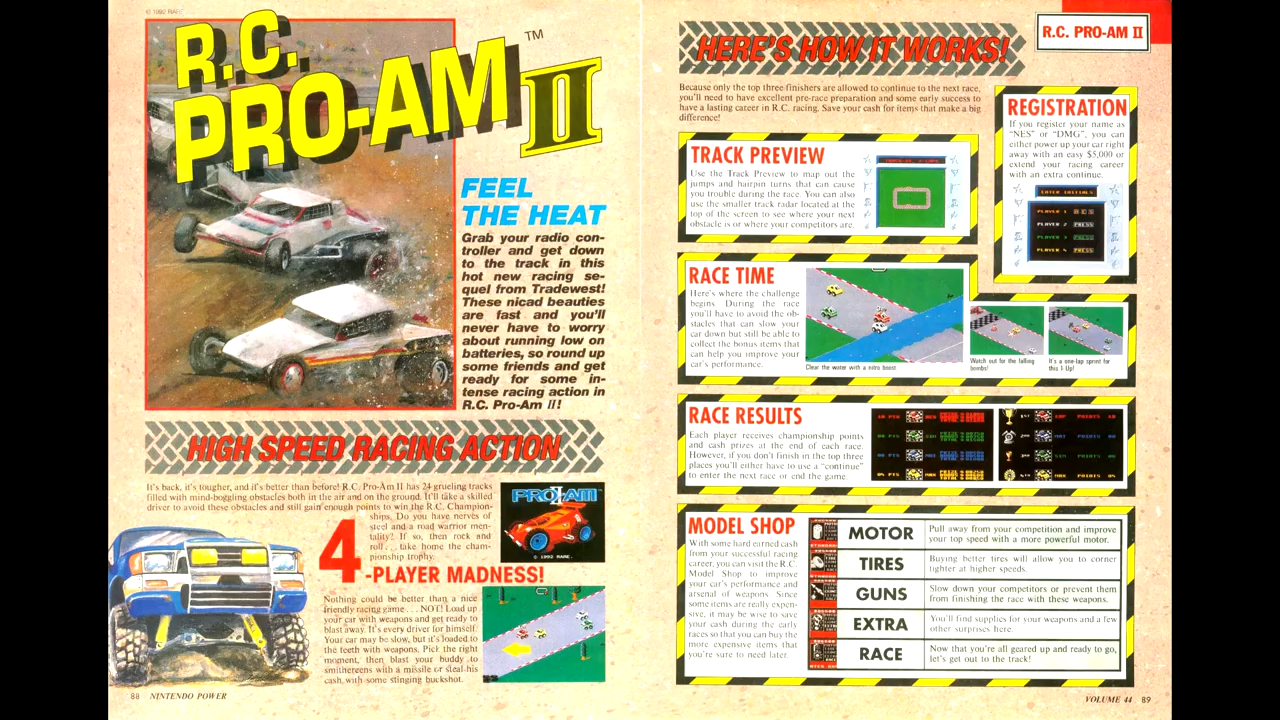 © 1992 RARE
R.C.
PRO-AM II
TM
FEEL
THE HEAT
Grab your radio con-
troller and get down
to the track in this
hot new racing se-
quel from Tradewest!
These nicad beauties
are fast and you'll
never have to worry
about running low on
batteries, so round up
some friends and get
ready for some in-
tense racing action in
R.C. Pro-Am II!
HIGH SPEED RACING ACTION
It's back, it's tougher, and it's better than before! R.C. Pro-Am II has 24 grueling tracks
filled with mind-boggling obstacles both in the air and on the ground. It'll take a skilled
driver to avoid these obstacles and still gain enough points to win the R.C. Champion-
ships. Do you have nerves of
steel and a road warrior men-
tality? If so, then rock and
roll . . . take home the cham-
pionship trophy.
PRO AM II
© 1992 RARE.
4-PLAYER MADNESS!
Nothing could be better than a nice
friendly racing game . . . NOT! Load up
your car with weapons and get ready to
blast away. It's every driver for himself.
Your car may be slow, but it's loaded to
the teeth with weapons. Pick the right
moment, then blast your buddy to
smithereens with a missile or steal his
cash with some stinging buckshot.
88 NINTENDO POWER
R.C. PRO-AM II
HERE'S HOW IT WORKS!
Because only the top three finishers are allowed to continue to the next race,
you'll need to have excellent pre-race preparation and some early success to
have a lasting career in R.C. racing. Save your cash for items that make a big
difference!
REGISTRATION
If you register your name as
"NES" or "DMG", you can
either power up your car right
away with an easy $5,000 or
extend your racing career
with an extra continue.
ENTER INITIALS
PLAYER 1
PLAYER 2 PRESS
PLAYER 3 PRESS
PLAYER 4 PRESS
TRACK PREVIEW
Use the Track Preview to map out the
jumps and hairpin turns that can cause
you trouble during the race. You can also
use the smaller track radar located at the
top of the screen to see where your next
obstacle is or where your competitors are.
RACE TIME
Here's where the challenge
begins. During the race
you'll have to avoid the ob-
stacles that can slow your
car down but still be able to
collect the bonus items that
can help you improve your
car's performance.
Clear the water with a nitro boost
Watch out for the falling
bombs!
It's a one-lap sprint for
this 1-Up!
RACE RESULTS
Each player receives championship points
and cash prizes at the end of each race.
However, if you don't finish in the top three
places you'll either have to use a "continue"
to enter the next race or end the game.
1ST
POINTS
2ND
POINTS
3RD
POINTS
POINTS
MODEL SHOP
With some hard earned cash
from your successful racing
career, you can visit the R.C.
Model Shop to improve
your car's performance and
arsenal of weapons. Since
some items are really expen-
sive, it may be wise to save
your cash during the early
races so that you can buy the
more expensive items that
you're sure to need later.
MOTOR
Pull away from your competition and improve
your top speed with a more powerful motor.
TIRES
Buying better tires will allow you to corner
tighter at higher speeds.
GUNS
Slow down your competitors or prevent them
from finishing the race with these weapons.
EXTRA
You'll find supplies for your weapons and a few
other surprises here.
RACE
Now that you're all geared up and ready to go,
let's get out to the track!
VOLUME 44 89